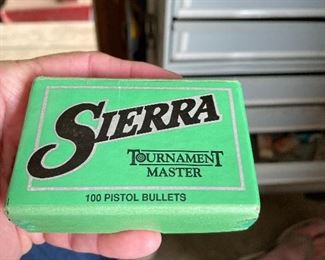 SIERRA
TOURNAMENT
MASTER
100 PISTOL BULLETS